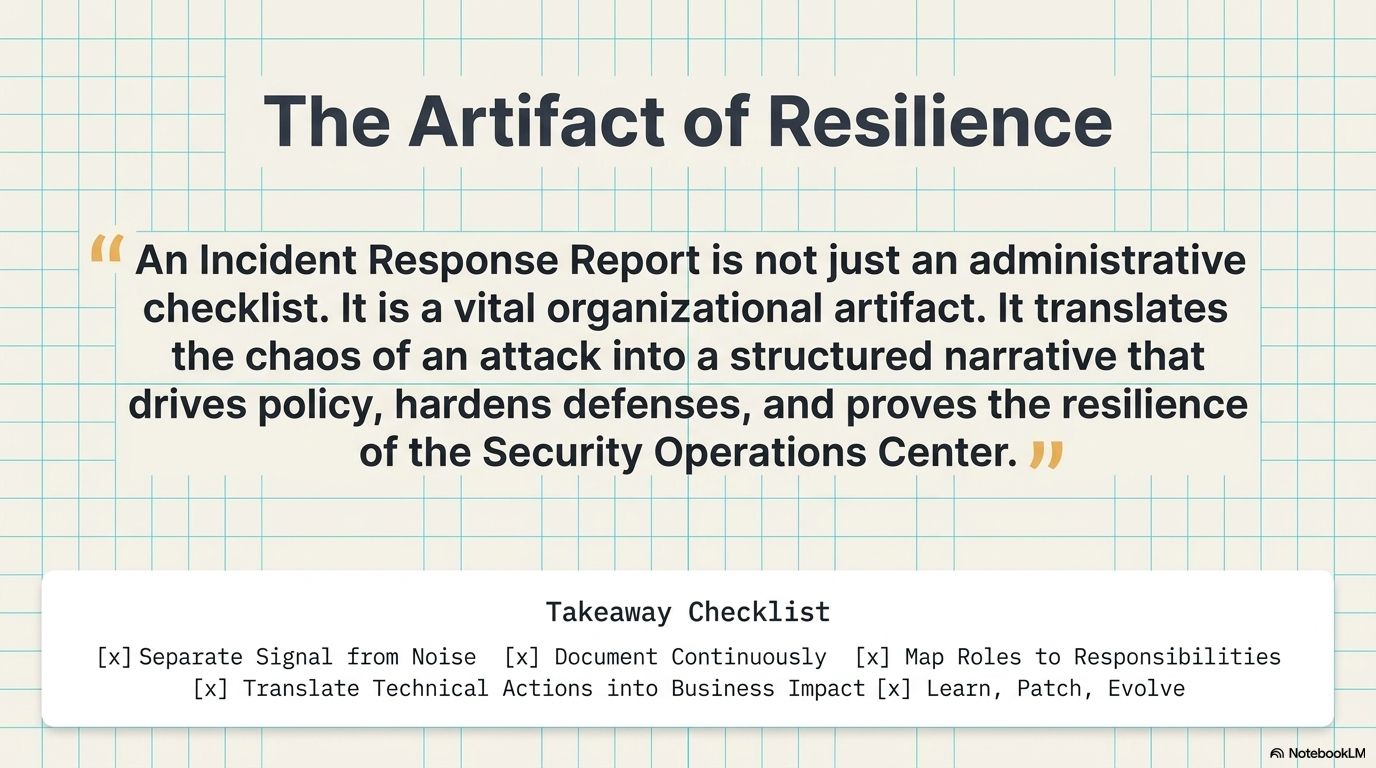 The Artifact of Resilience
“ An Incident Response Report is not just an administrative
checklist. It is a vital organizational artifact. It translates
the chaos of an attack into a structured narrative that
drives policy, hardens defenses, and proves the resilience
of the Security Operations Center. ”
Takeaway Checklist
[x] Separate Signal from Noise [x] Document Continuously [x] Map Roles to Responsibilities
[x] Translate Technical Actions into Business Impact [x] Learn, Patch, Evolve
NotebookLM